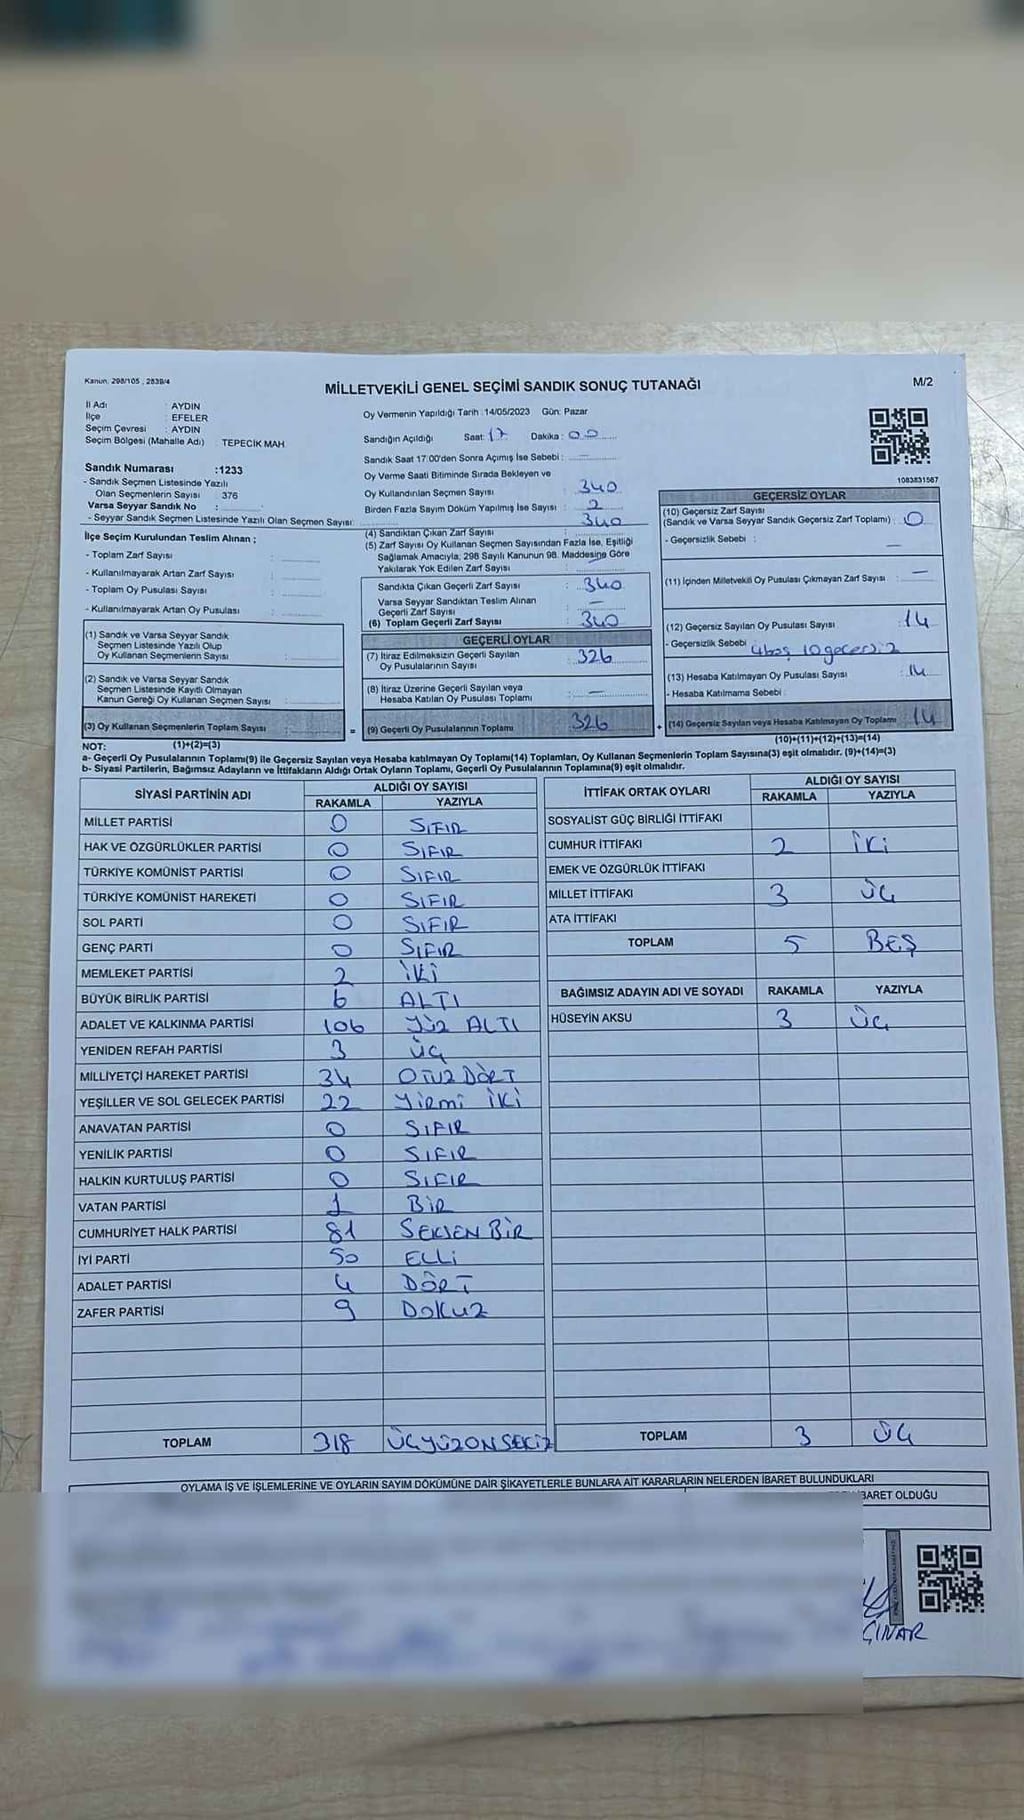 Kanun, 298/105 , 2839/4
MİLLETVEKİLİ GENEL SEÇİMİ SANDIK SONUÇ TUTANAĞI
M/2
İl Adı : AYDIN
İlçe : EFELER
Seçim Çevresi : AYDIN
Seçim Bölgesi (Mahalle Adı) : TEPECİK MAH
Sandık Numarası :1233
- Sandık Seçmen Listesinde Yazılı
Olan Seçmenlerin Sayısı : 376
Varsa Seyyar Sandık No :
- Seyyar Sandık Seçmen Listesinde Yazılı Olan Seçmen Sayısı:
İlçe Seçim Kurulundan Teslim Alınan ;
- Toplam Zarf Sayısı :
- Kullanılmayarak Artan Zarf Sayısı :
- Toplam Oy Pusulası Sayısı :
- Kullanılmayarak Artan Oy Pusulası :
(1) Sandık ve Varsa Seyyar Sandık
Seçmen Listesinde Yazılı Olup
Oy Kullanan Seçmenlerin Sayısı :
(2) Sandık ve Varsa Seyyar Sandık
Seçmen Listesinde Kayıtlı Olmayan
Kanun Gereği Oy Kullanan Seçmen Sayısı :
(3) Oy Kullanan Seçmenlerin Toplam Sayısı :
(1)+(2)=(3)
Oy Vermenin Yapıldığı Tarih :14/05/2023 Gün: Pazar
Sandığın Açıldığı Saat: 17 Dakika : 00
Sandık Saat 17:00'den Sonra Açımış İse Sebebi : —
Oy Verme Saati Bitiminde Sırada Bekleyen ve
Oy Kullandırılan Seçmen Sayısı : 340
Birden Fazla Sayım Döküm Yapılmış İse Sayısı : 2
(4) Sandıktan Çıkan Zarf Sayısı : 340
(5) Zarf Sayısı Oy Kullanan Seçmen Sayısından Fazla İse, Eşitliği
Sağlamak Amacıyla; 298 Sayılı Kanunun 98. Maddesine Göre
Yakılarak Yok Edilen Zarf Sayısı :
Sandıkta Çıkan Geçerli Zarf Sayısı : 340
Varsa Seyyar Sandıktan Teslim Alınan
Geçerli Zarf Sayısı : —
(6) Toplam Geçerli Zarf Sayısı : 340
GEÇERLİ OYLAR
(7) İtiraz Edilmeksizin Geçerli Sayılan
Oy Pusulalarının Sayısı : 326
(8) İtiraz Üzerine Geçerli Sayılan veya
Hesaba Katılan Oy Pusulası Toplamı : —
= (9) Geçerli Oy Pusulalarının Toplamı : 326 +
1083831567
GEÇERSİZ OYLAR
(10) Geçersiz Zarf Sayısı
(Sandık ve Varsa Seyyar Sandık Geçersiz Zarf Toplamı) : 0
- Geçersizlik Sebebi : —
(11) İçinden Milletvekili Oy Pusulası Çıkmayan Zarf Sayısı : —
(12) Geçersiz Sayılan Oy Pusulası Sayısı : 14
- Geçersizlik Sebebi 4 boş 10 geçersiz
(13) Hesaba Katılmayan Oy Pusulası Sayısı : 14
- Hesaba Katılmama Sebebi :
(14) Geçersiz Sayılan veya Hesaba Katılmayan Oy Toplamı 14
(10)+(11)+(12)+(13)=(14)
NOT:
a- Geçerli Oy Pusulalarının Toplamı(9) ile Geçersiz Sayılan veya Hesaba katılmayan Oy Toplamı(14) Toplamları, Oy Kullanan Seçmenlerin Toplam Sayısına(3) eşit olmalıdır. (9)+(14)=(3)
b- Siyasi Partilerin, Bağımsız Adayların ve İttifakların Aldığı Ortak Oyların Toplamı, Geçerli Oy Pusulalarının Toplamına(9) eşit olmalıdır.
SİYASİ PARTİNİN ADI ALDIĞI OY SAYISI
RAKAMLA YAZIYLA
MİLLET PARTİSİ 0 SIFIR
HAK VE ÖZGÜRLÜKLER PARTİSİ 0 SIFIR
TÜRKİYE KOMÜNİST PARTİSİ 0 SIFIR
TÜRKİYE KOMÜNİST HAREKETİ 0 SIFIR
SOL PARTİ 0 SIFIR
GENÇ PARTİ 0 SIFIR
MEMLEKET PARTİSİ 2 İKİ
BÜYÜK BİRLİK PARTİSİ 6 ALTI
ADALET VE KALKINMA PARTİSİ 106 YÜZ ALTI
YENİDEN REFAH PARTİSİ 3 ÜÇ
MİLLİYETÇİ HAREKET PARTİSİ 34 OTUZ DÖRT
YEŞİLLER VE SOL GELECEK PARTİSİ 22 Yirmi İKİ
ANAVATAN PARTİSİ 0 SIFIR
YENİLİK PARTİSİ 0 SIFIR
HALKIN KURTULUŞ PARTİSİ 0 SIFIR
VATAN PARTİSİ 1 BİR
CUMHURİYET HALK PARTİSİ 81 SEKSEN BİR
İYİ PARTİ 50 ELLİ
ADALET PARTİSİ 4 DÖRT
ZAFER PARTİSİ 9 DOKUZ
TOPLAM 318 ÜÇYÜZONSEKİZ
İTTİFAK ORTAK OYLARI ALDIĞI OY SAYISI
RAKAMLA YAZIYLA
SOSYALİST GÜÇ BİRLİĞİ İTTİFAKI
CUMHUR İTTİFAKI 2 İKİ
EMEK VE ÖZGÜRLÜK İTTİFAKI
MİLLET İTTİFAKI 3 ÜÇ
ATA İTTİFAKI
TOPLAM 5 BEŞ
BAĞIMSIZ ADAYIN ADI VE SOYADI RAKAMLA YAZIYLA
HÜSEYİN AKSU 3 ÜÇ
TOPLAM 3 ÜÇ
OYLAMA İŞ VE İŞLEMLERİNE VE OYLARIN SAYIM DÖKÜMÜNE DAİR ŞİKAYETLERLE BUNLARA AİT KARARLARIN NELERDEN İBARET BULUNDUKLARI
İBARET OLDUĞU
ÇINAR